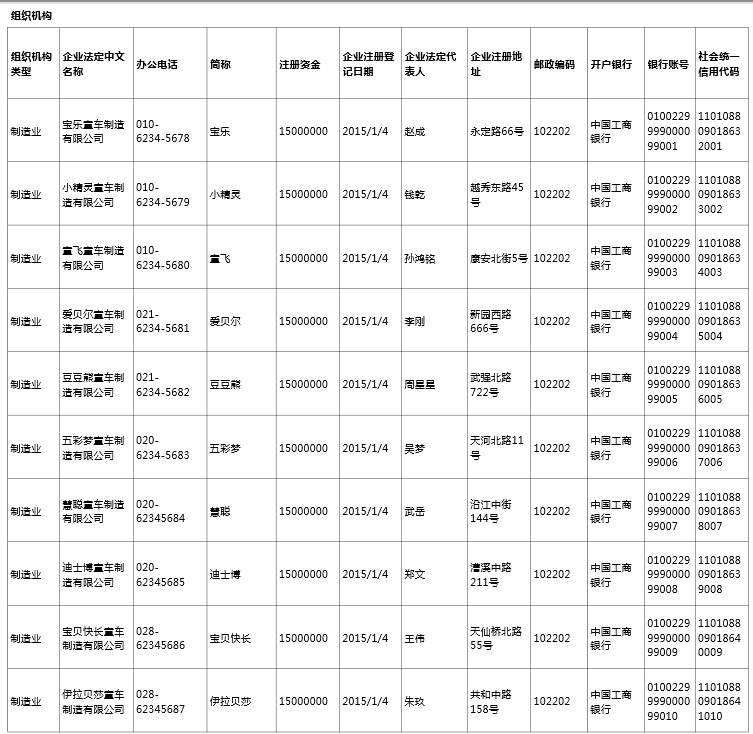 组织机构
组织机构类型 企业法定中文名称 办公电话 简称 注册资金 企业注册登记日期 企业法定代表人 企业注册地址 邮政编码 开户银行 银行账号 社会统一信用代码
制造业 宝乐童车制造有限公司 010-6234-5678 宝乐 15000000 2015/1/4 赵成 永定路66号 102202 中国工商银行 0100229999000099001 110108809018632001
制造业 小精灵童车制造有限公司 010-6234-5679 小精灵 15000000 2015/1/4 钱乾 越秀东路45号 102202 中国工商银行 0100229999000099002 110108809018633002
制造业 童飞童车制造有限公司 010-6234-5680 童飞 15000000 2015/1/4 孙鸿铭 康安北街5号 102202 中国工商银行 0100229999000099003 110108809018634003
制造业 爱贝尔童车制造有限公司 021-6234-5681 爱贝尔 15000000 2015/1/4 李刚 新园西路666号 102202 中国工商银行 0100229999000099004 110108809018635004
制造业 豆豆熊童车制造有限公司 021-6234-5682 豆豆熊 15000000 2015/1/4 周星星 武强北路722号 102202 中国工商银行 0100229999000099005 110108809018636005
制造业 五彩梦童车制造有限公司 020-6234-5683 五彩梦 15000000 2015/1/4 吴梦 天河北路11号 102202 中国工商银行 0100229999000099006 110108809018637006
制造业 慧聪童车制造有限公司 020-62345684 慧聪 15000000 2015/1/4 武岳 沿江中街144号 102202 中国工商银行 0100229999000099007 110108809018638007
制造业 迪士博童车制造有限公司 020-62345685 迪士博 15000000 2015/1/4 郑文 漕溪中路211号 102202 中国工商银行 0100229999000099008 110108809018639008
制造业 宝贝快长童车制造有限公司 028-62345686 宝贝快长 15000000 2015/1/4 王伟 天仙桥北路55号 102202 中国工商银行 0100229999000099009 110108809018640009
制造业 伊拉贝莎童车制造有限公司 028-62345687 伊拉贝莎 15000000 2015/1/4 朱玖 共和中路158号 102202 中国工商银行 0100229999000099010 110108809018641010